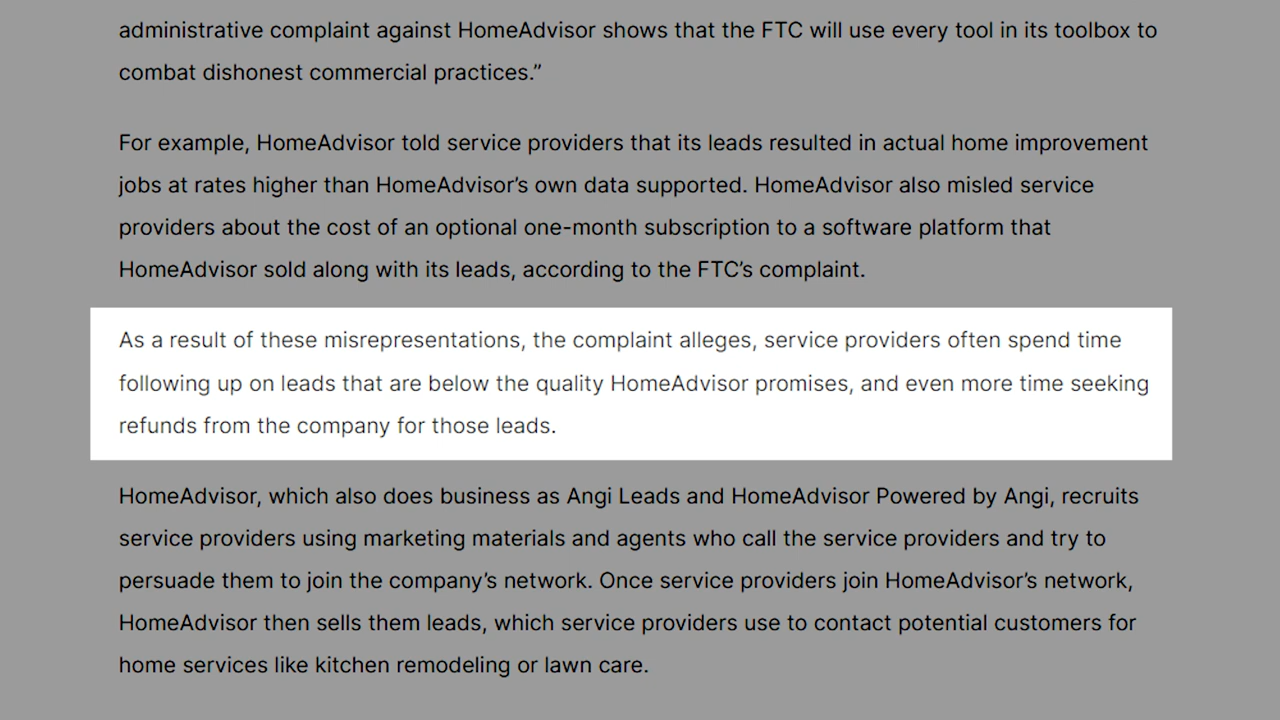 administrative complaint against HomeAdvisor shows that the FTC will use every tool in its toolbox to
combat dishonest commercial practices.”
For example, HomeAdvisor told service providers that its leads resulted in actual home improvement
jobs at rates higher than HomeAdvisor’s own data supported. HomeAdvisor also misled service
providers about the cost of an optional one-month subscription to a software platform that
HomeAdvisor sold along with its leads, according to the FTC’s complaint.
As a result of these misrepresentations, the complaint alleges, service providers often spend time
following up on leads that are below the quality HomeAdvisor promises, and even more time seeking
refunds from the company for those leads.
HomeAdvisor, which also does business as Angi Leads and HomeAdvisor Powered by Angi, recruits
service providers using marketing materials and agents who call the service providers and try to
persuade them to join the company’s network. Once service providers join HomeAdvisor’s network,
HomeAdvisor then sells them leads, which service providers use to contact potential customers for
home services like kitchen remodeling or lawn care.